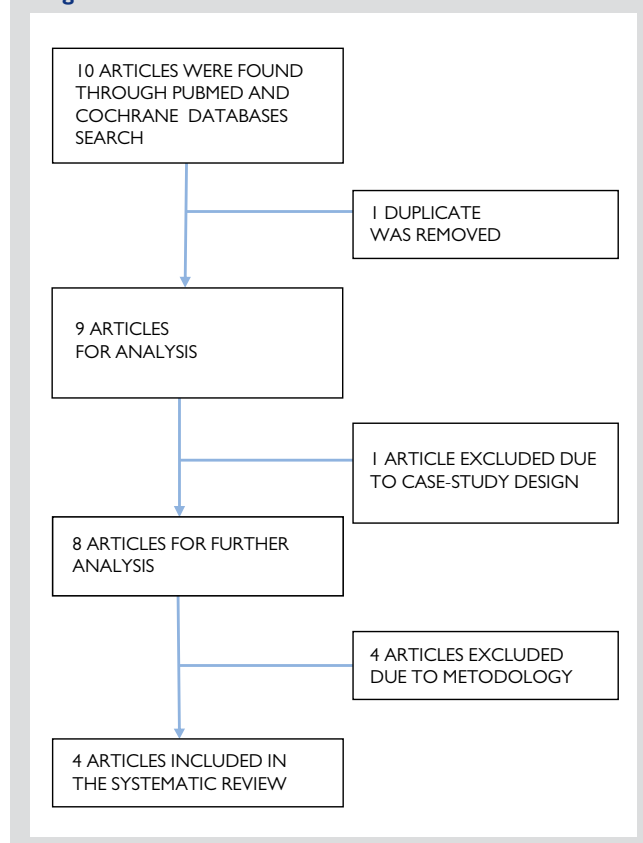 10 ARTICLES WERE FOUND
THROUGH PUBMED AND
COCHRANE DATABASES
SEARCH
1 DUPLICATE
WAS REMOVED
9 ARTICLES
FOR ANALYSIS
1 ARTICLE EXCLUDED DUE
TO CASE-STUDY DESIGN
8 ARTICLES FOR FURTHER
ANALYSIS
4 ARTICLES EXCLUDED
DUE TO METODOLOGY
4 ARTICLES INCLUDED IN
THE SYSTEMATIC REVIEW